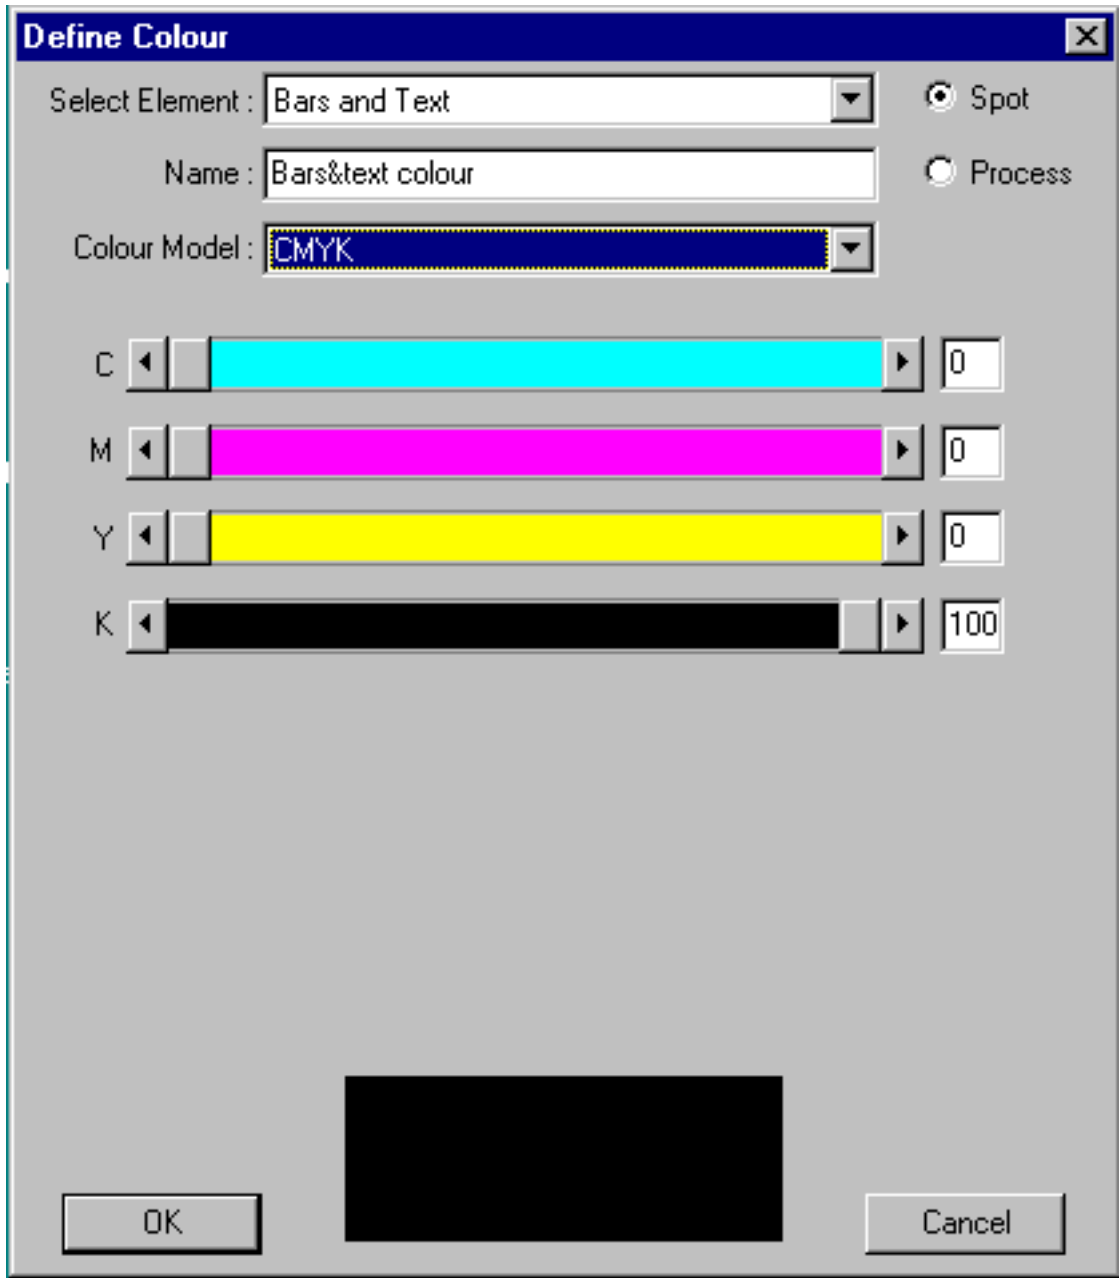 Define Colour
Select Element : Bars and Text Spot
Name : Bars&text colour Process
Colour Model : CMYK
C 0
M 0
Y 0
K 100
OK Cancel